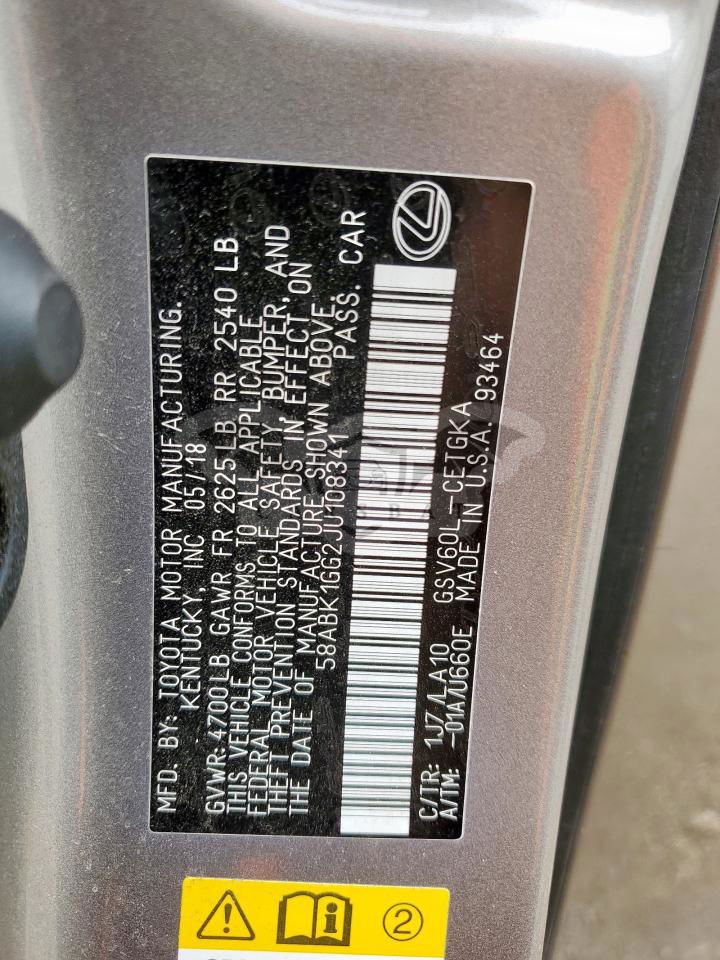 MFD. BY: TOYOTA MOTOR MANUFACTURING.
KENTUCKY, INC 05/18
GVWR: 4700LB GAWR FR 2625LB RR 2540 LB
THIS VEHICLE CONFORMS TO ALL APPLICABLE
FEDERAL MOTOR VEHICLE SAFETY BUMPER, AND
THEFT PREVENTION STANDARDS IN EFFECT ON
THE DATE OF MANUFACTURE SHOWN ABOVE.
58ABK1GG2JU108341 PASS. CAR
C/TR: 1J7/LA10 GSV60L-CETGKA
A/TM: -01A/U660E MADE IN U.S.A. 93464
2